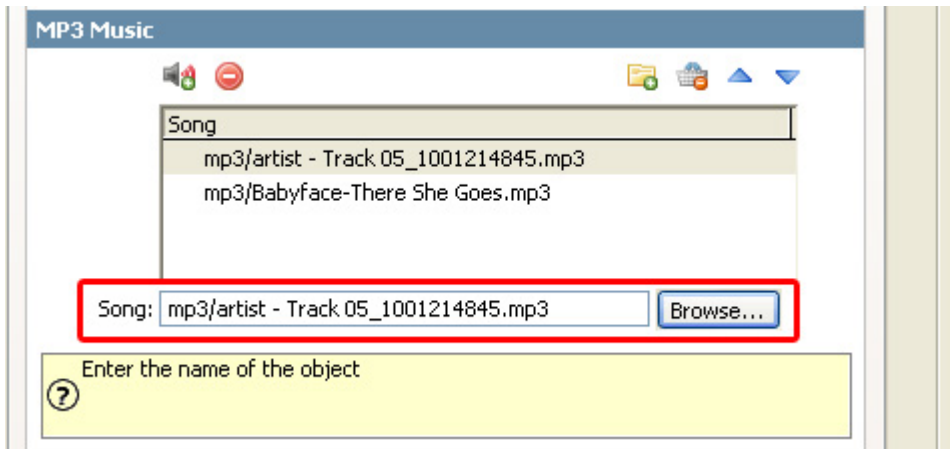 MP3 Music
Song
mp3/artist - Track 05_1001214845.mp3
mp3/Babyface-There She Goes.mp3
Song: mp3/artist - Track 05_1001214845.mp3 Browse...
Enter the name of the object
?